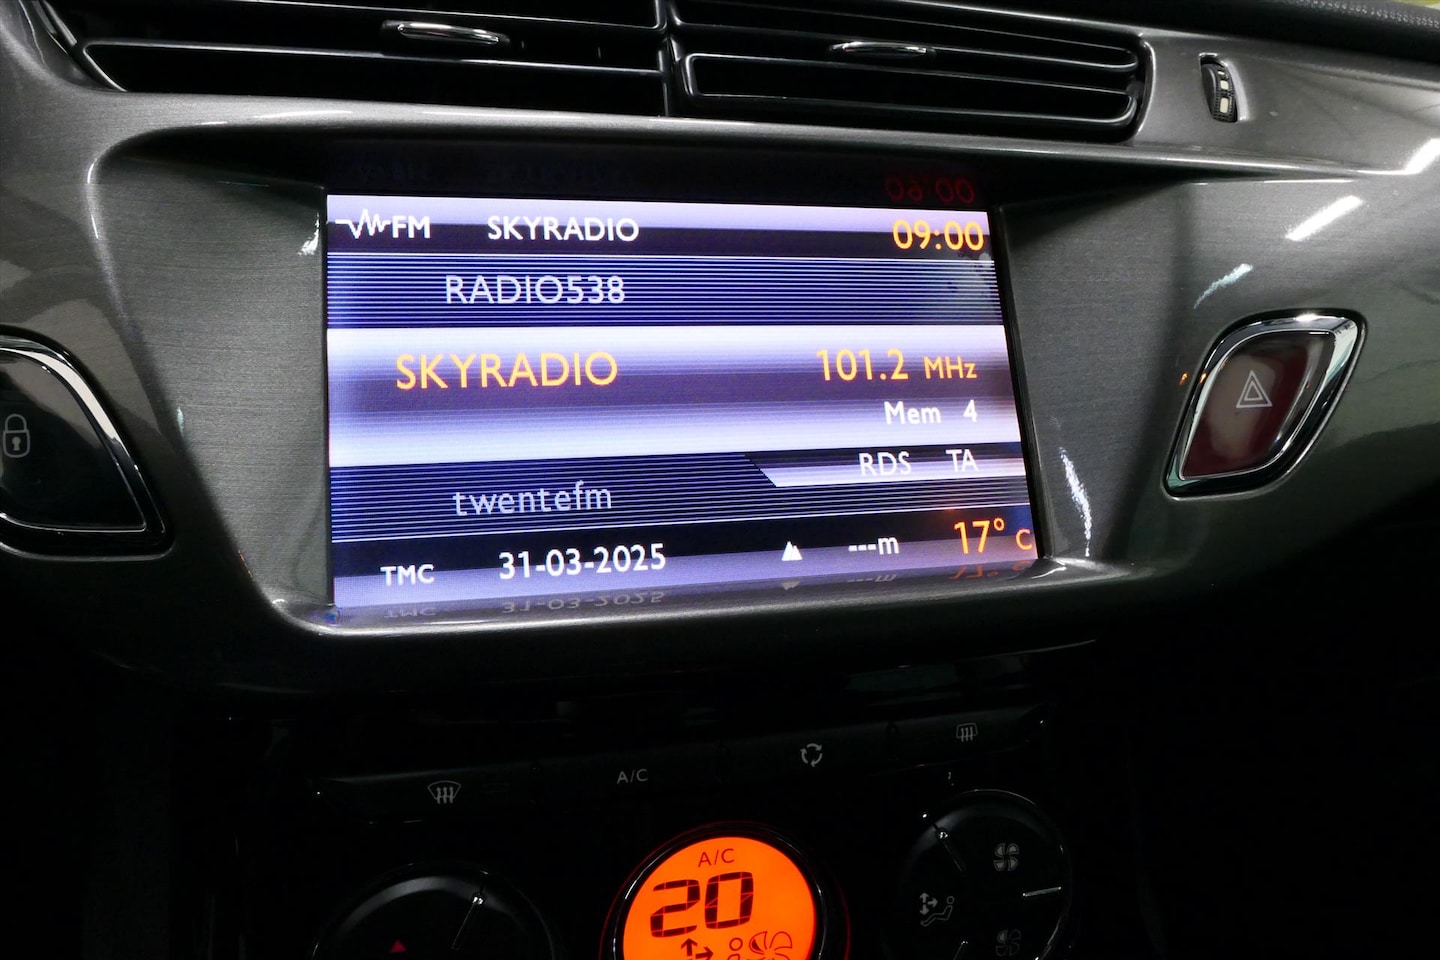 FM SKYRADIO 09:00
RADIO538
SKYRADIO 101.2 MHz
Mem 4
RDS TA
twentefm
TMC 31-03-2025 ---m 17° C
A/C
A/C
20